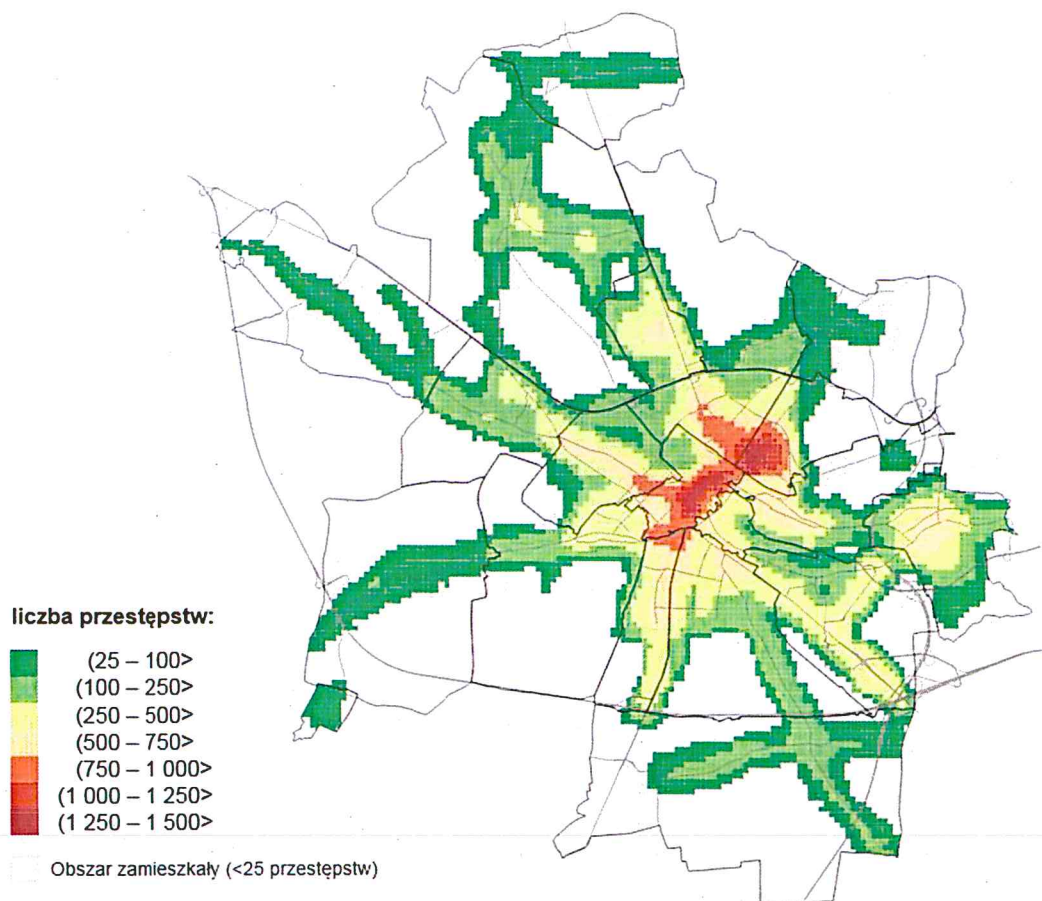 liczba przestępstw:
(25 – 100>
(100 – 250>
(250 – 500>
(500 – 750>
(750 – 1 000>
(1 000 – 1 250>
(1 250 – 1 500>
Obszar zamieszkały (<25 przestępstw)